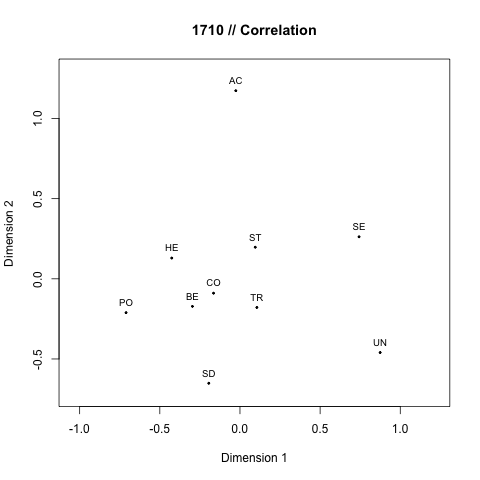 1710 // Correlation
AC
1.0
0.5
SE
ST
HE
0.0
CO
BE
TR
PO
UN
-0.5
SD
Dimension 2
-1.0 -0.5 0.0 0.5 1.0
Dimension 1